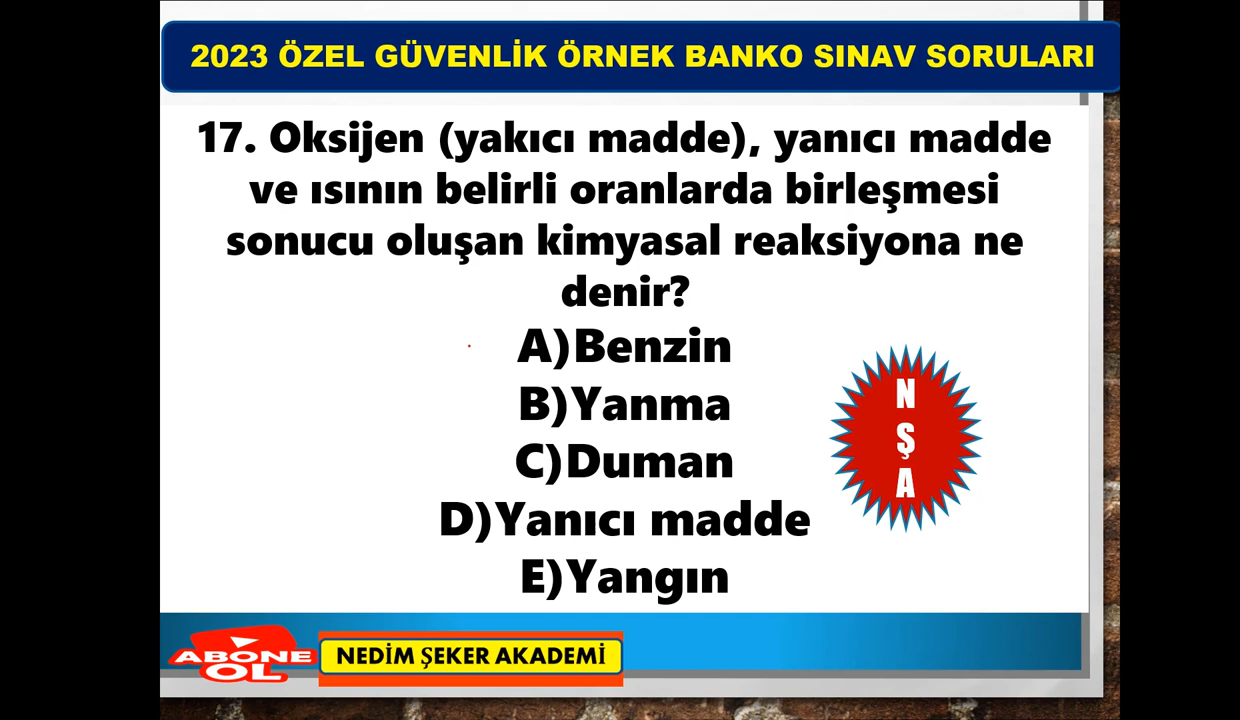 2023 ÖZEL GÜVENLİK ÖRNEK BANKO SINAV SORULARI
17. Oksijen (yakıcı madde), yanıcı madde
ve ısının belirli oranlarda birleşmesi
sonucu oluşan kimyasal reaksiyona ne
denir?
A)Benzin
B)Yanma
C)Duman
D)Yanıcı madde
E)Yangın
N
Ş
A
ABONE
OL
NEDİM ŞEKER AKADEMİ